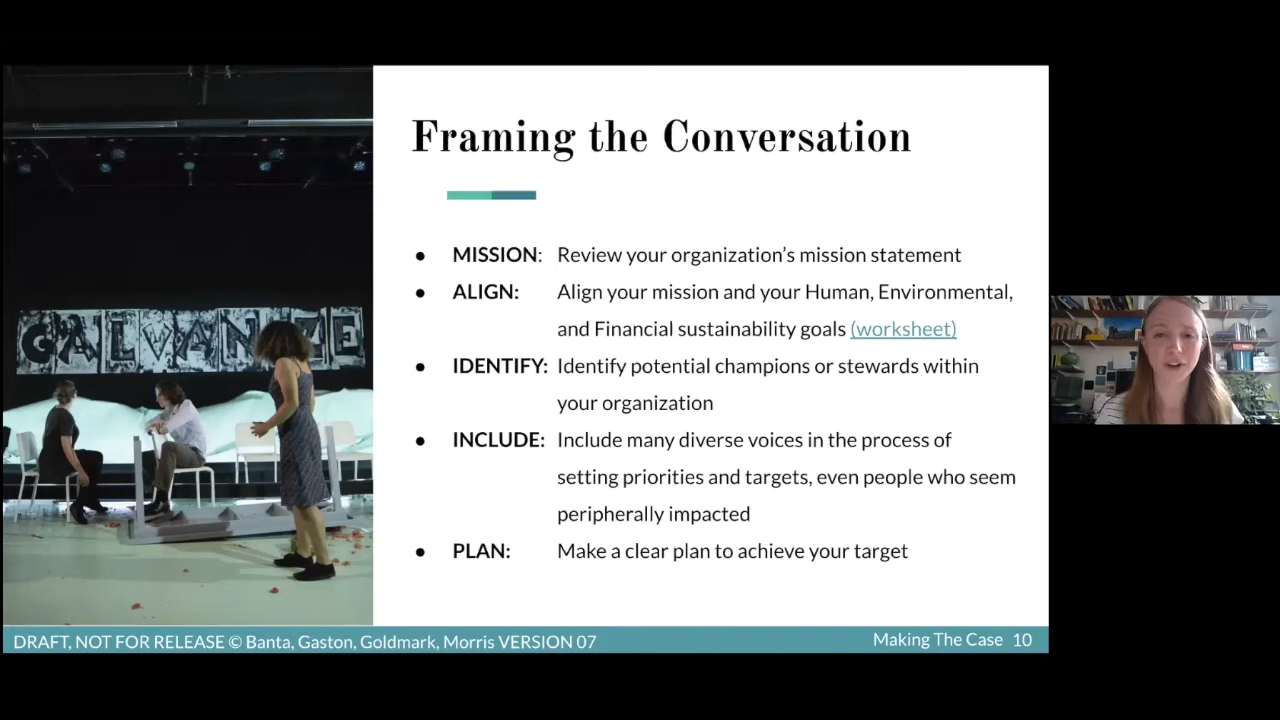 Framing the Conversation
GALVANIZE
● MISSION: Review your organization's mission statement
● ALIGN: Align your mission and your Human, Environmental,
and Financial sustainability goals (worksheet)
● IDENTIFY: Identify potential champions or stewards within
your organization
● INCLUDE: Include many diverse voices in the process of
setting priorities and targets, even people who seem
peripherally impacted
● PLAN: Make a clear plan to achieve your target
DRAFT, NOT FOR RELEASE © Banta, Gaston, Goldmark, Morris VERSION 07
Making The Case 10